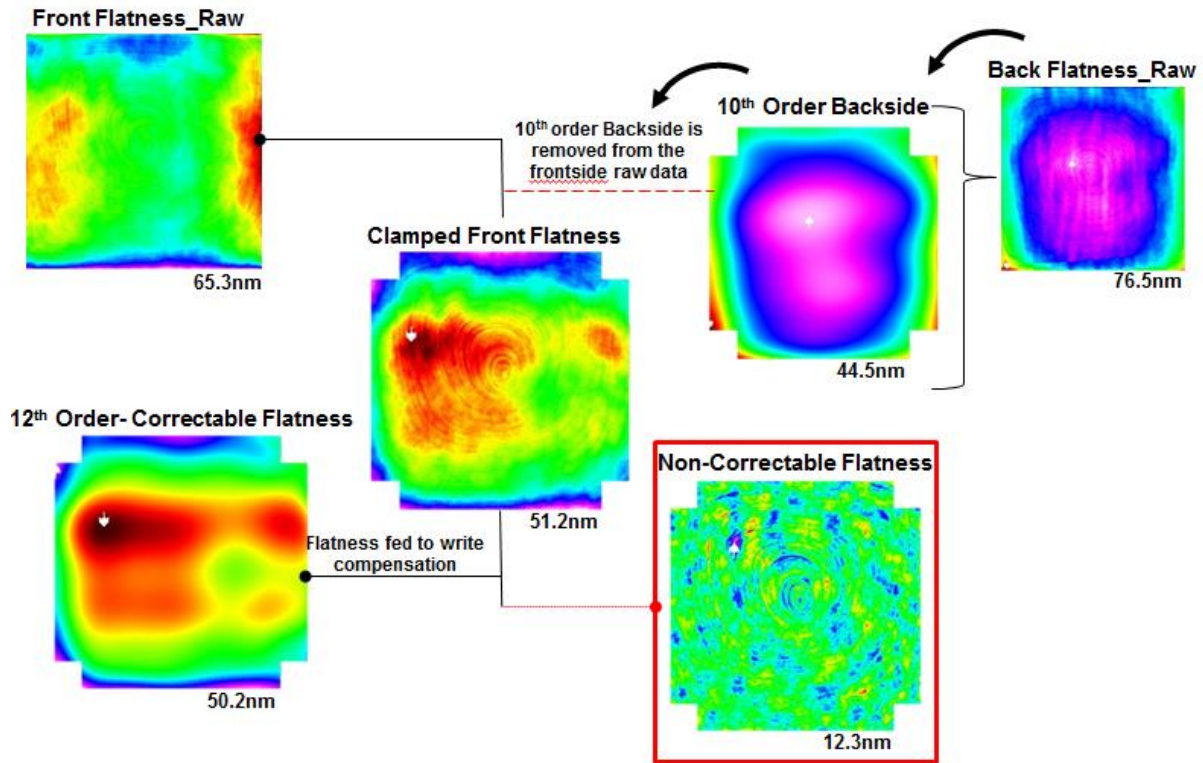 Front Flatness_Raw
65.3nm
Back Flatness_Raw
76.5nm
10th Order Backside
44.5nm
10th order Backside is
removed from the
frontside raw data
Clamped Front Flatness
51.2nm
12th Order- Correctable Flatness
50.2nm
Flatness fed to write
compensation
Non-Correctable Flatness
12.3nm